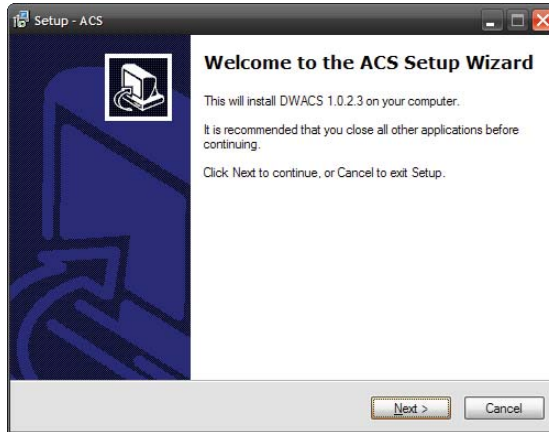 Setup - ACS
Welcome to the ACS Setup Wizard
This will install DWACS 1.0.2.3 on your computer.
It is recommended that you close all other applications before
continuing.
Click Next to continue, or Cancel to exit Setup.
Next >
Cancel